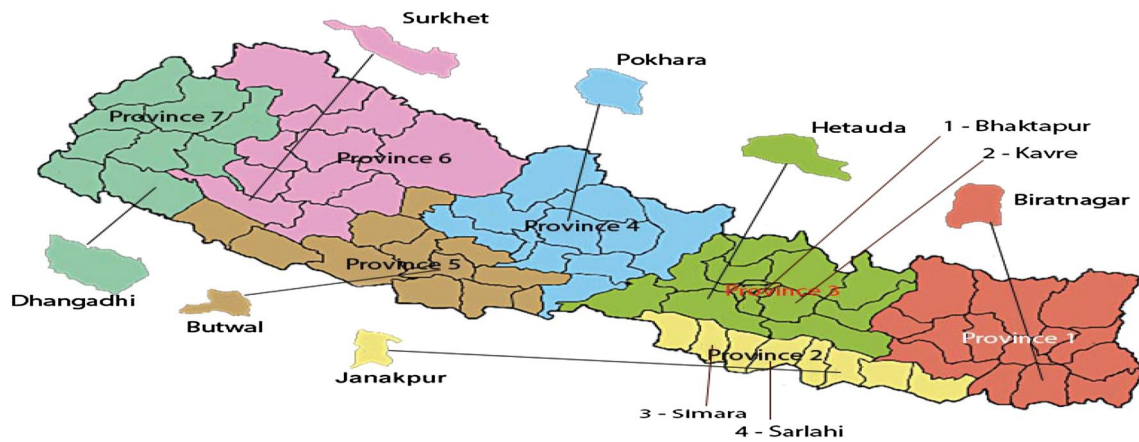 Surkhet
Pokhara
Province 7
Hetauda
1 - Bhaktapur
2 - Kavre
Province 6
Biratnagar
Province 4
Province 5
Dhangadhi
Province 3
Butwal
Province 1
Province 2
Janakpur
3 - Simara
4 - Sarlahi